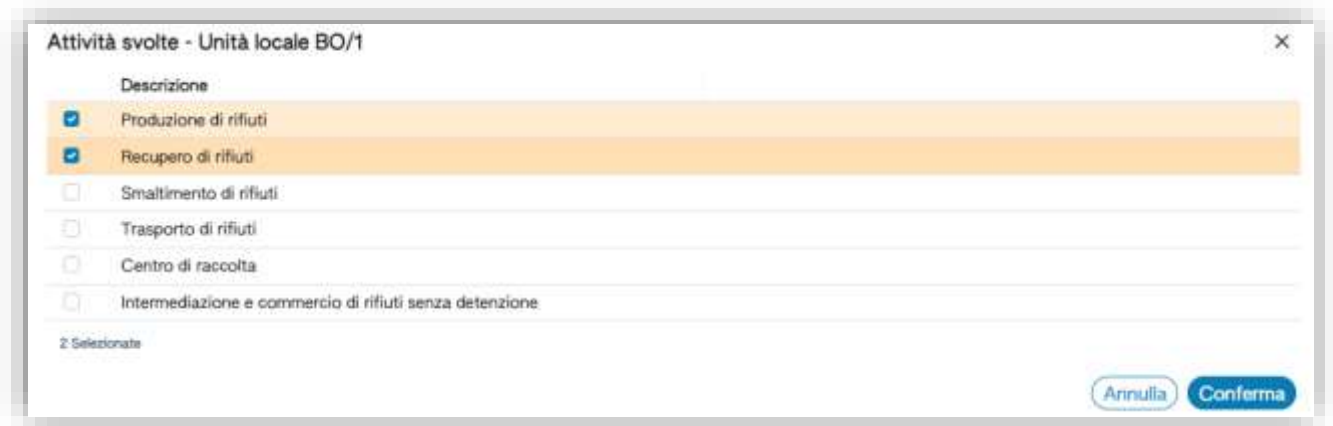 Attività svolte - Unità locale BO/1
Descrizione
Produzione di rifiuti
Recupero di rifiuti
Smaltimento di rifiuti
Trasporto di rifiuti
Centro di raccolta
Intermediazione e commercio di rifiuti senza detenzione
2 Selezionate
Annulla Conferma